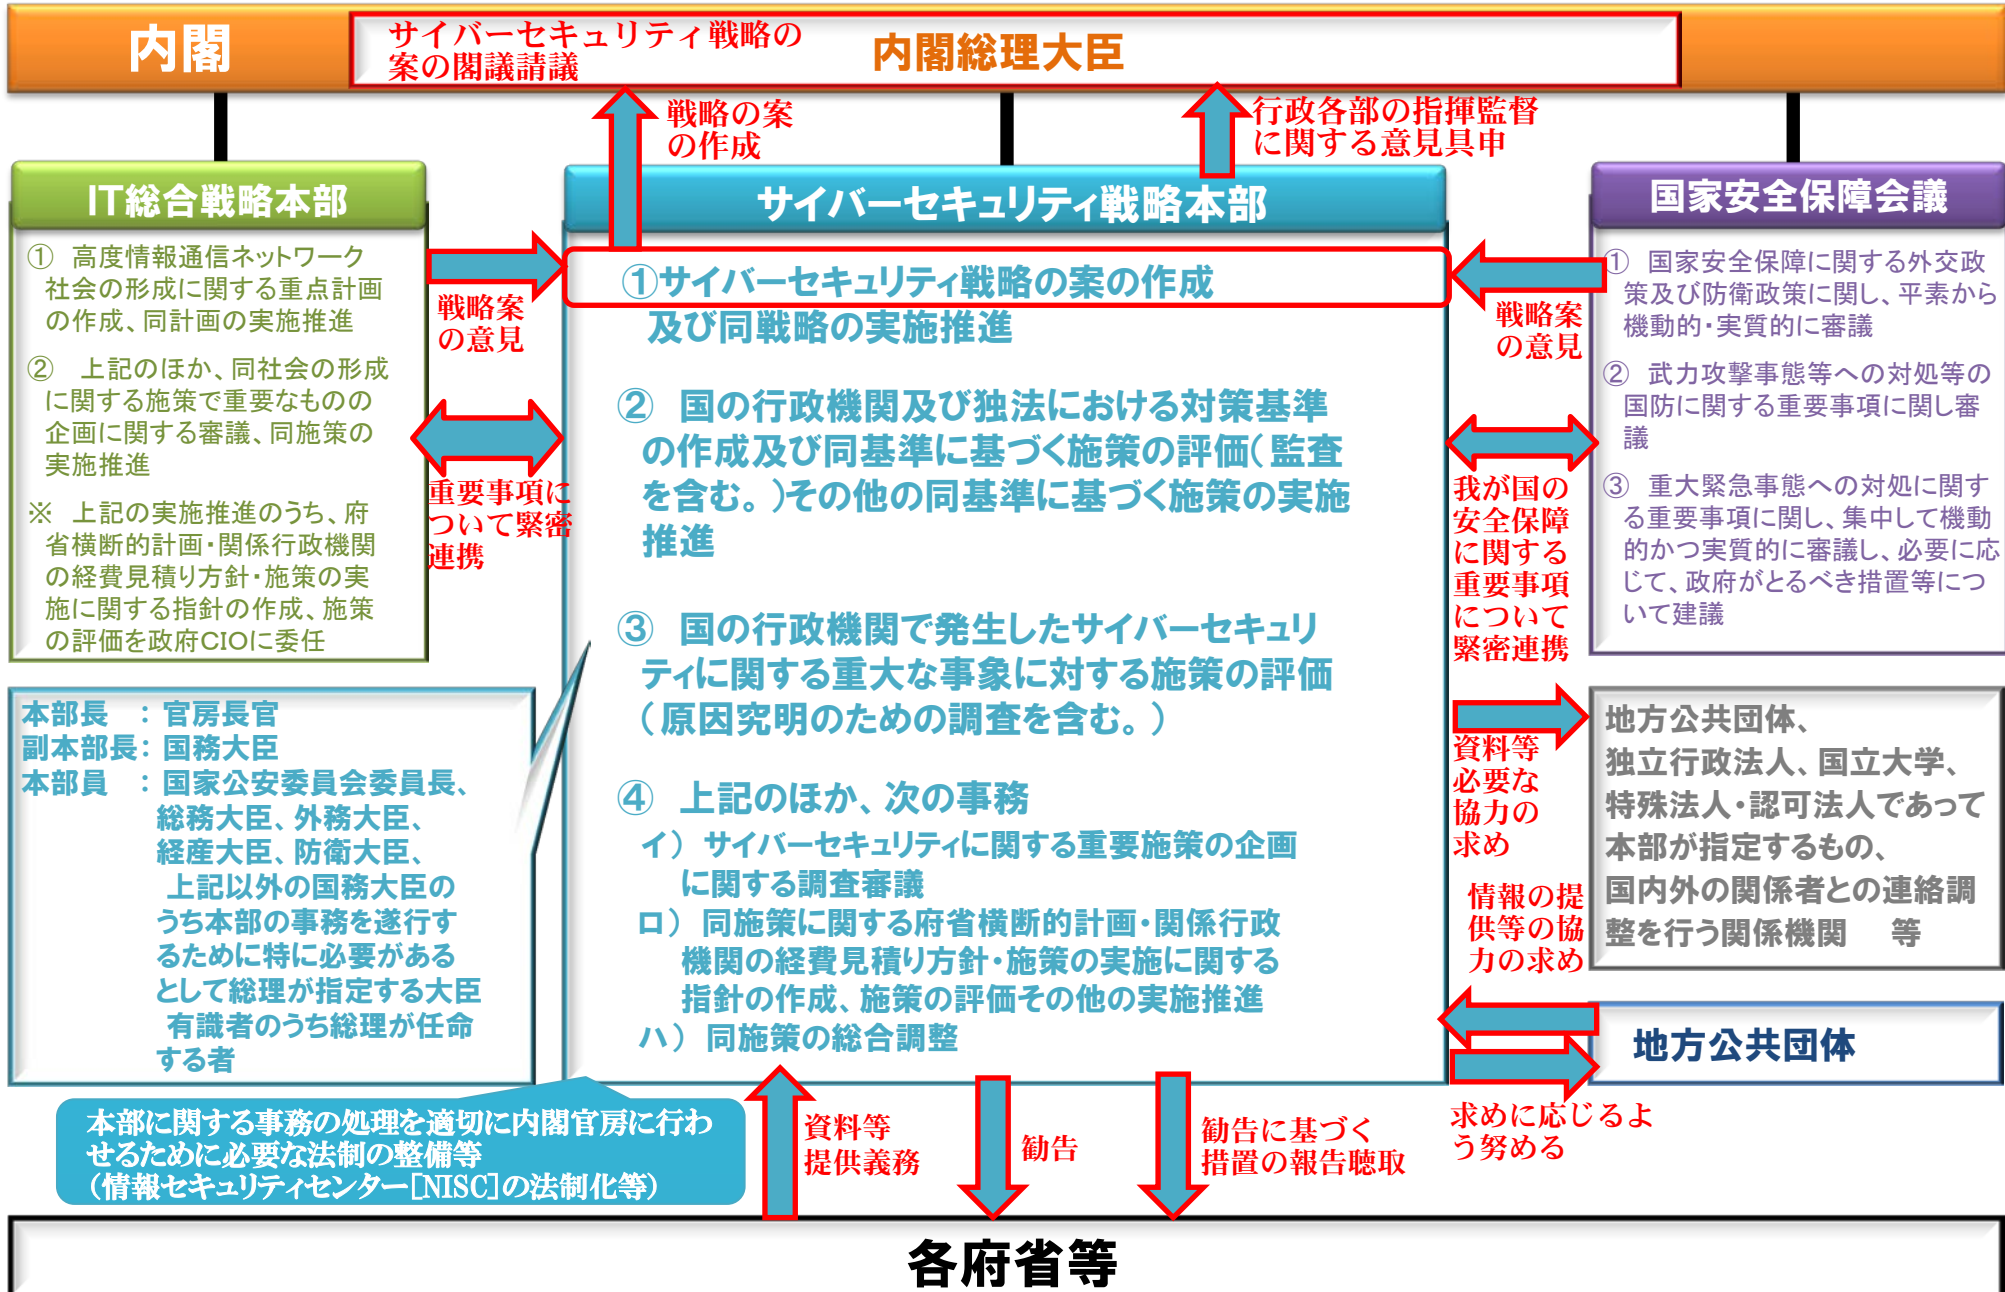 内閣
サイバーセキュリティ戦略の
案の閣議請議
内閣総理大臣
戦略の案
の作成
行政各部の指揮監督
に関する意見具申
IT総合戦略本部
① 高度情報通信ネットワーク
社会の形成に関する重点計画
の作成、同計画の実施推進
② 上記のほか、同社会の形成
に関する施策で重要なものの
企画に関する審議、同施策の
実施推進
※ 上記の実施推進のうち、府
省横断的計画・関係行政機関
の経費見積り方針・施策の実
施に関する指針の作成、施策
の評価を政府CIOに委任
戦略案
の意見
重要事項に
ついて緊密
連携
サイバーセキュリティ戦略本部
①サイバーセキュリティ戦略の案の作成
及び同戦略の実施推進
② 国の行政機関及び独法における対策基準
の作成及び同基準に基づく施策の評価(監査
を含む。)その他の同基準に基づく施策の実施
推進
③ 国の行政機関で発生したサイバーセキュリ
ティに関する重大な事象に対する施策の評価
(原因究明のための調査を含む。)
④ 上記のほか、次の事務
イ) サイバーセキュリティに関する重要施策の企画
に関する調査審議
ロ) 同施策に関する府省横断的計画・関係行政
機関の経費見積り方針・施策の実施に関する
指針の作成、施策の評価その他の実施推進
ハ) 同施策の総合調整
国家安全保障会議
① 国家安全保障に関する外交政
策及び防衛政策に関し、平素から
機動的・実質的に審議
② 武力攻撃事態等への対処等の
国防に関する重要事項に関し審
議
③ 重大緊急事態への対処に関す
る重要事項に関し、集中して機動
的かつ実質的に審議し、必要に応
じて、政府がとるべき措置等につ
いて建議
戦略案
の意見
我が国の
安全保障
に関する
重要事項
について
緊密連携
本部長 : 官房長官
副本部長: 国務大臣
本部員 : 国家公安委員会委員長、
総務大臣、外務大臣、
経産大臣、防衛大臣、
上記以外の国務大臣の
うち本部の事務を遂行す
るために特に必要がある
として総理が指定する大臣
有識者のうち総理が任命
する者
資料等
必要な
協力の
求め
地方公共団体、
独立行政法人、国立大学、
特殊法人・認可法人であって
本部が指定するもの、
国内外の関係者との連絡調
整を行う関係機関 等
情報の提
供等の協
力の求め
地方公共団体
求めに応じるよ
う努める
本部に関する事務の処理を適切に内閣官房に行わ
せるために必要な法制の整備等
(情報セキュリティセンター[NISC]の法制化等)
資料等
提供義務
勧告
勧告に基づく
措置の報告聴取
各府省等